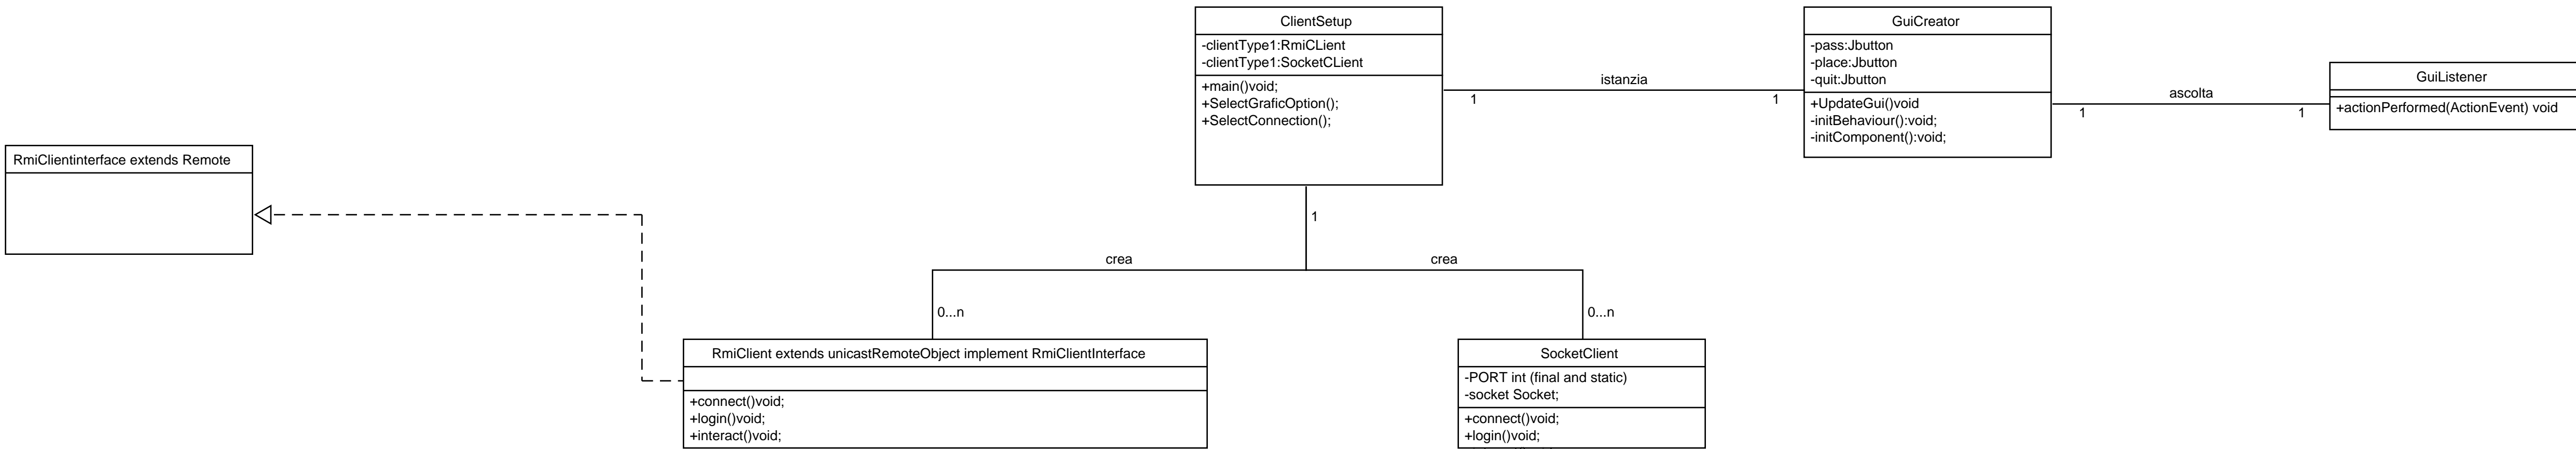 ClientSetup
-clientType1:RmiCLient
-clientType1:SocketCLient
+main()void;
+SelectGraficOption();
+SelectConnection();
istanzia
1
1
GuiCreator
-pass:Jbutton
-place:Jbutton
-quit:Jbutton
+UpdateGui()void
-initBehaviour():void;
-initComponent():void;
ascolta
1
1
GuiListener
+actionPerformed(ActionEvent) void
RmiClientinterface extends Remote
1
crea
crea
0...n
0...n
RmiClient extends unicastRemoteObject implement RmiClientInterface
+connect()void;
+login()void;
+interact()void;
SocketClient
-PORT int (final and static)
-socket Socket;
+connect()void;
+login()void;